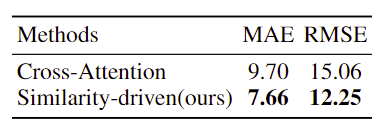 Methods MAE RMSE
Cross-Attention 9.70 15.06
Similarity-driven(ours) 7.66 12.25